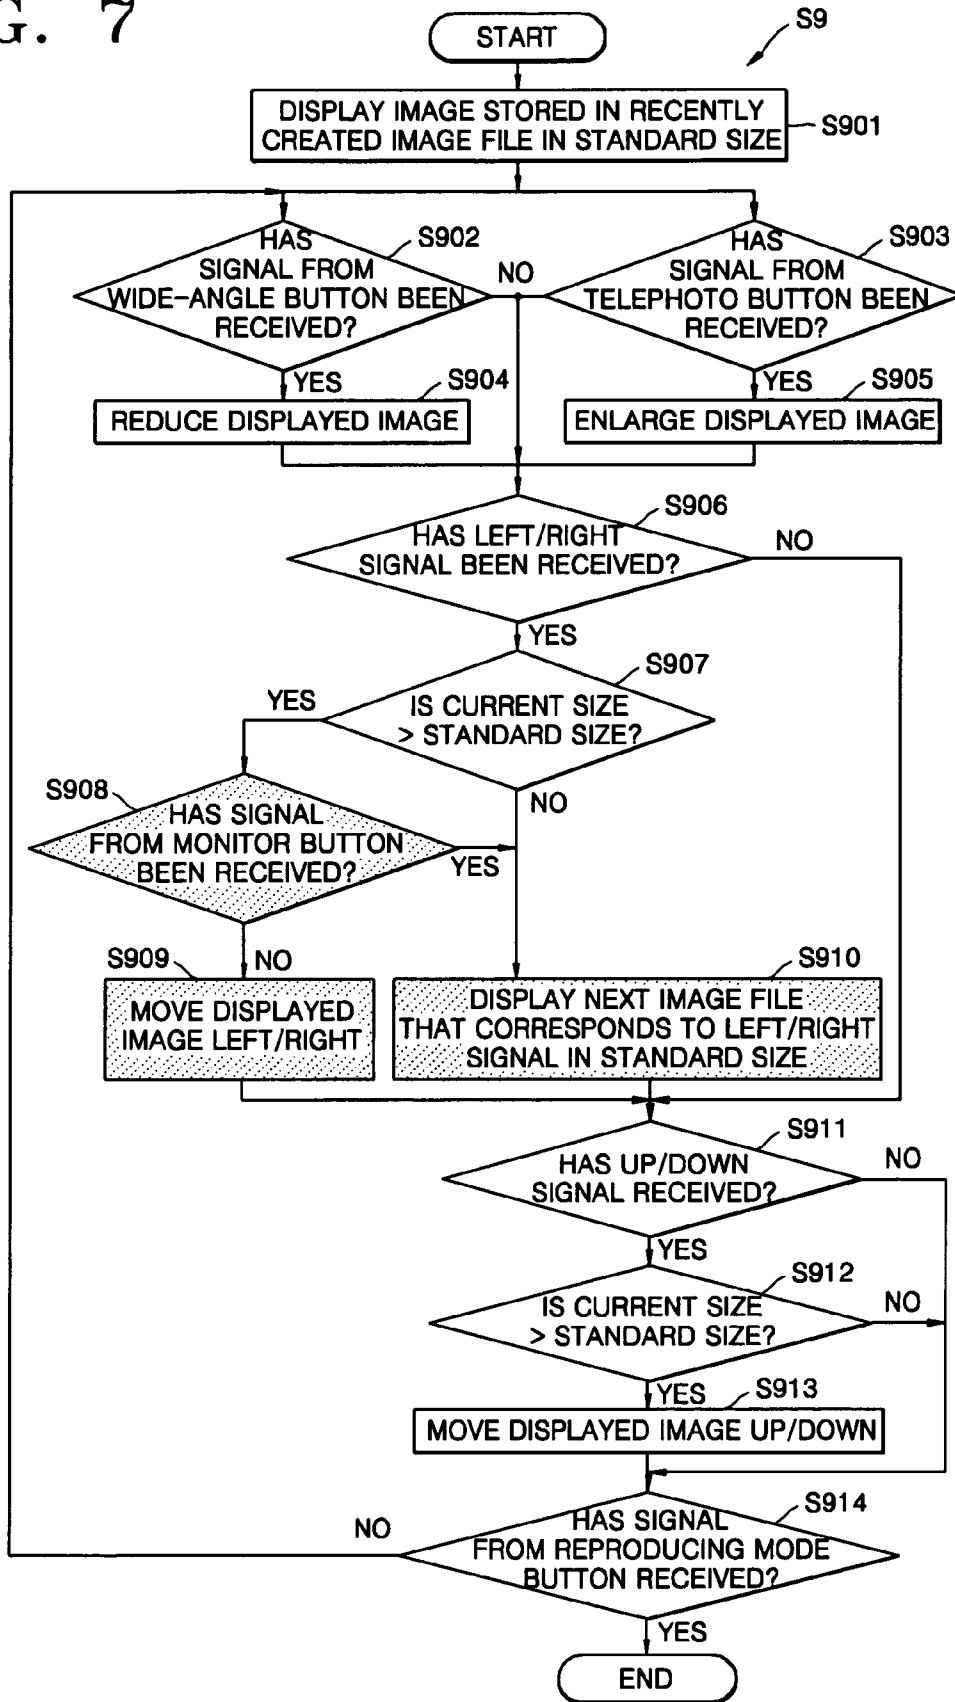 G. 7
START
S9
DISPLAY IMAGE STORED IN RECENTLY
CREATED IMAGE FILE IN STANDARD SIZE
S901
HAS
SIGNAL FROM
WIDE-ANGLE BUTTON BEEN
RECEIVED?
S902
NO
HAS
SIGNAL FROM
TELEPHOTO BUTTON BEEN
RECEIVED?
S903
YES
S904
REDUCE DISPLAYED IMAGE
YES
S905
ENLARGE DISPLAYED IMAGE
S906
HAS LEFT/RIGHT
SIGNAL BEEN RECEIVED?
NO
YES
S907
IS CURRENT SIZE
> STANDARD SIZE?
YES
NO
S908
HAS SIGNAL
FROM MONITOR BUTTON
BEEN RECEIVED?
YES
NO
S909
MOVE DISPLAYED
IMAGE LEFT/RIGHT
S910
DISPLAY NEXT IMAGE FILE
THAT CORRESPONDS TO LEFT/RIGHT
SIGNAL IN STANDARD SIZE
S911
HAS UP/DOWN
SIGNAL RECEIVED?
NO
YES
S912
IS CURRENT SIZE
> STANDARD SIZE?
NO
YES
S913
MOVE DISPLAYED IMAGE UP/DOWN
S914
HAS SIGNAL
FROM REPRODUCING MODE
BUTTON RECEIVED?
NO
YES
END